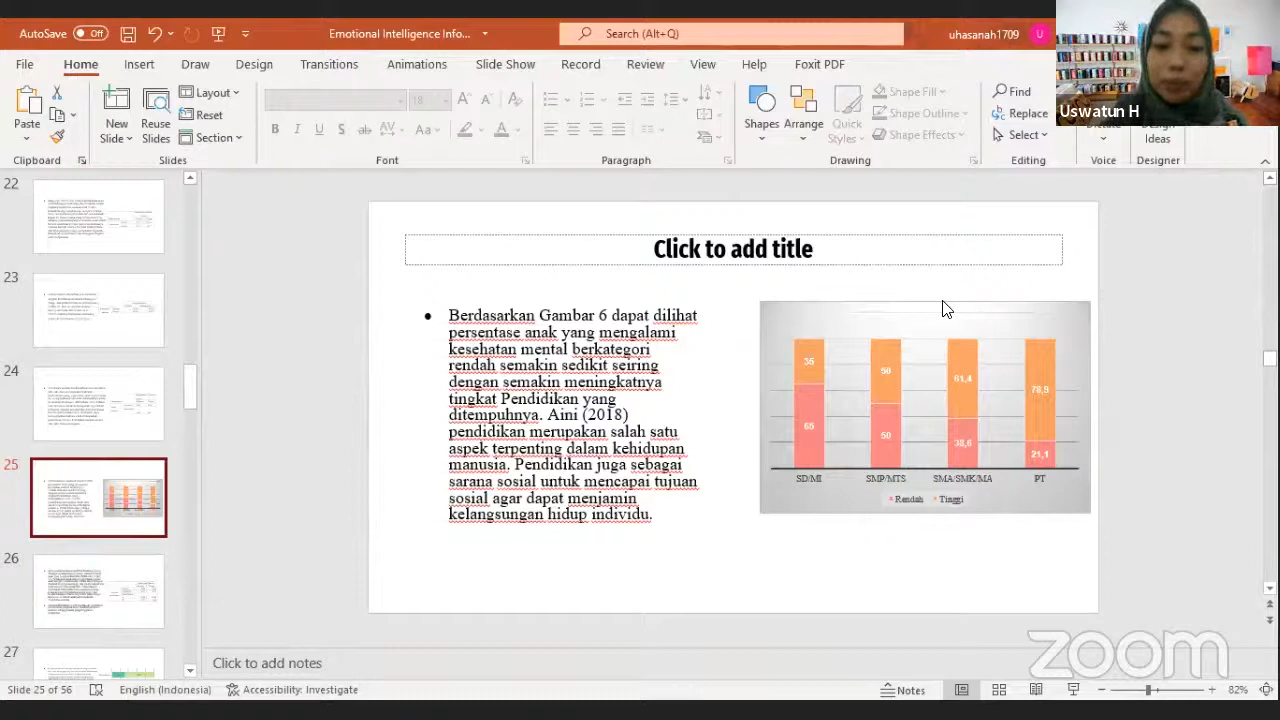 AutoSave Off
Emotional Intelligence Info...
Search (Alt+Q)
uhasanah1709
U
File Home Insert Draw Design Transitions Animations Slide Show Record Review View Help Foxit PDF
Paste
New Slide
Reuse Slides
Layout
Reset
Section
18
Shapes
Arrange
Quick Styles
Shape Fill
Shape Outline
Shape Effects
Find
Replace
Select
Dictate
Design Ideas
Clipboard Slides Font Paragraph Drawing Editing Voice Designer
Uswatun H
22
23
24
25
26
27
Click to add title
Berdasarkan Gambar 6 dapat dilihat
persentase anak yang mengalami
kesehatan mental berkategori
rendah semakin sedikit seiring
dengan semakin meningkatnya
tingkat Pendidikan yang
ditempuhnya. Aini (2018)
pendidikan merupakan salah satu
aspek terpenting dalam kehidupan
manusia. Pendidikan juga sebagai
sarana sosial untuk mencapai tujuan
sosial agar dapat menjamin
kelangsungan hidup individu.
35 50 61,4 78,9
65 50 38,6 21,1
SD/MI SMP/MTS SMA/SMK/MA PT
Rendah Tinggi
zoom
Click to add notes
Slide 25 of 56 English (Indonesia) Accessibility: Investigate Notes 82%